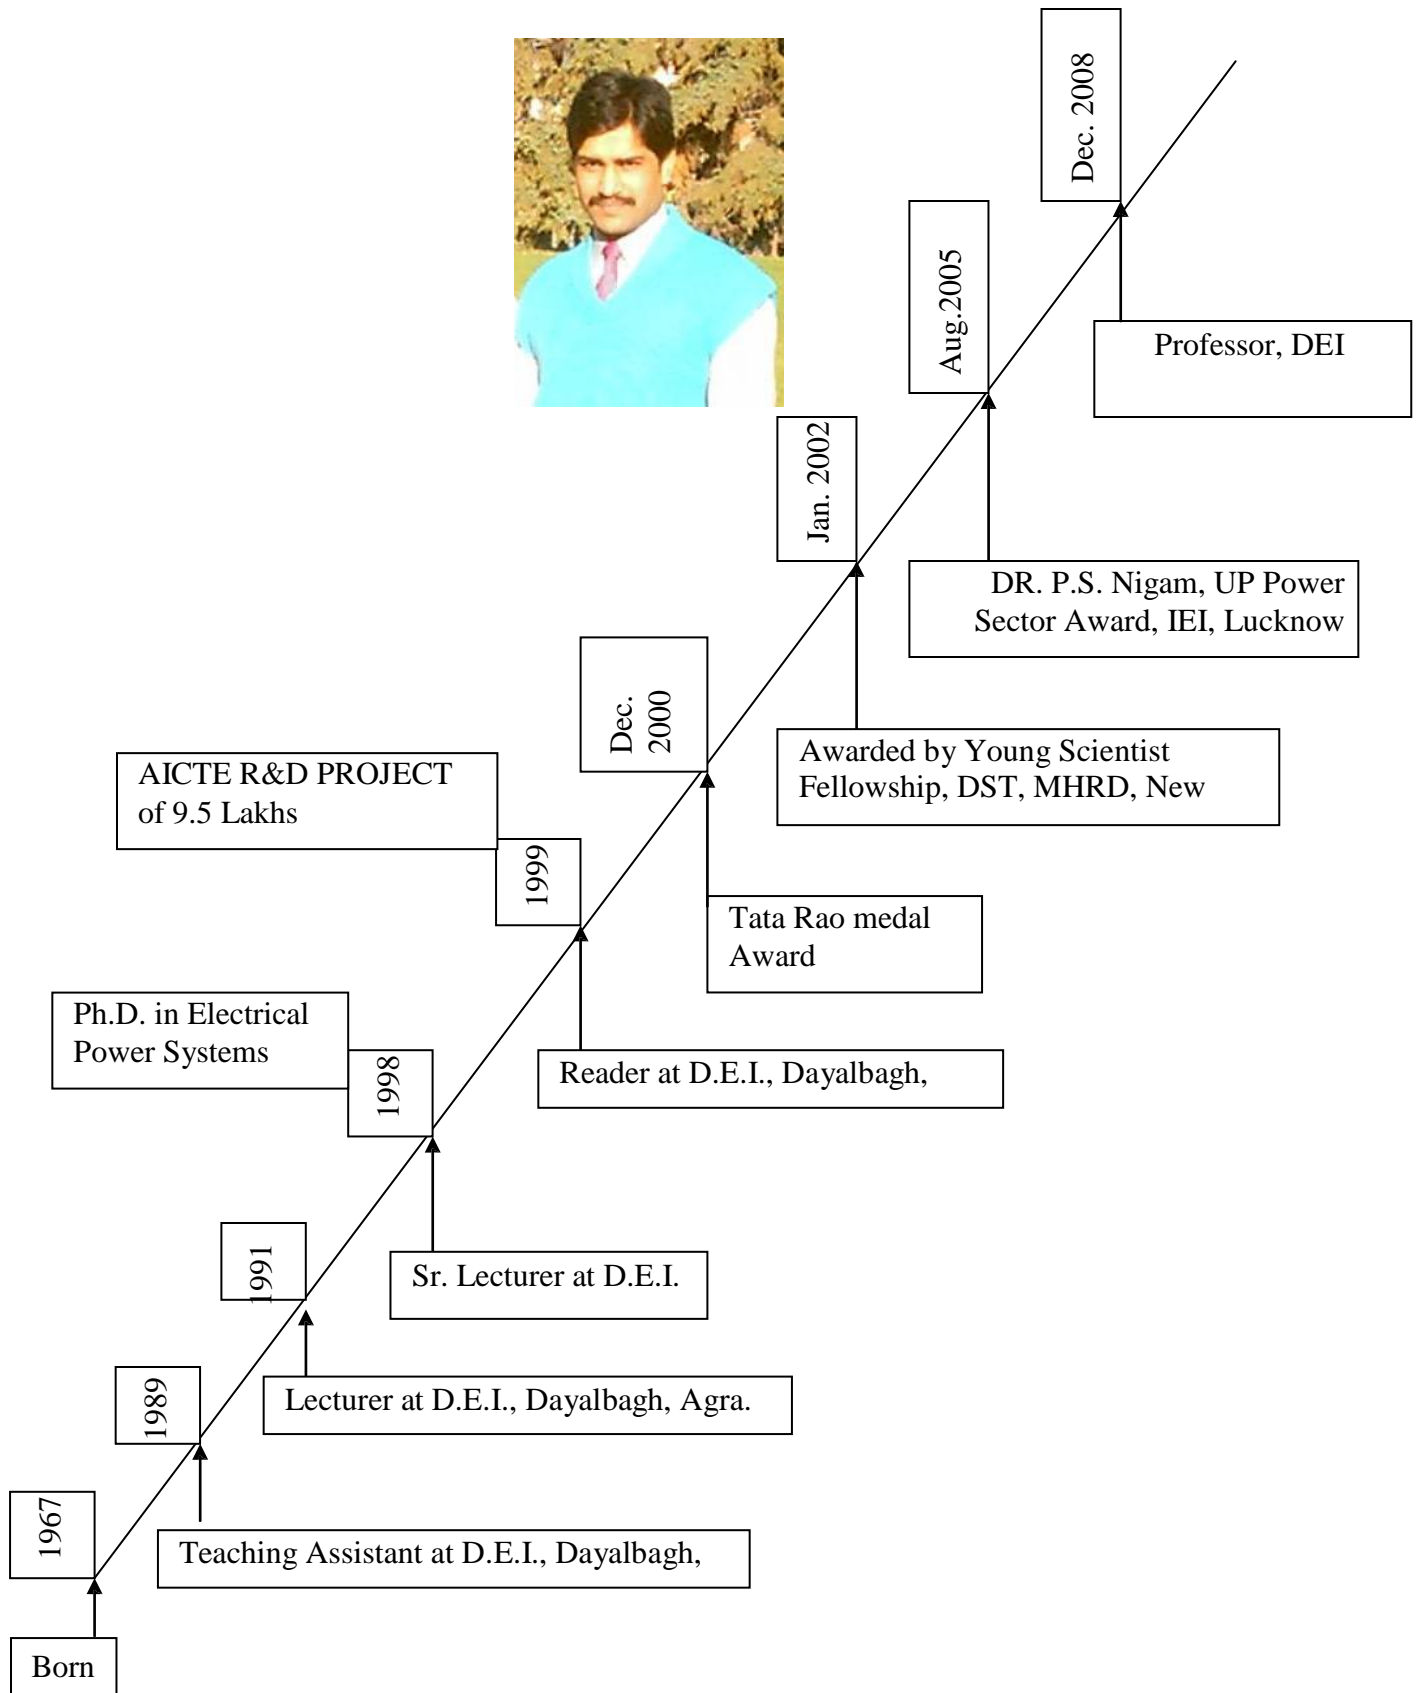 Dec. 2008
Professor, DEI
Aug.2005
DR. P.S. Nigam, UP Power
Sector Award, IEI, Lucknow
Jan. 2002
Awarded by Young Scientist
Fellowship, DST, MHRD, New
Dec.
2000
Tata Rao medal
Award
AICTE R&D PROJECT
of 9.5 Lakhs
1999
Reader at D.E.I., Dayalbagh,
Ph.D. in Electrical
Power Systems
1998
Sr. Lecturer at D.E.I.
1991
Lecturer at D.E.I., Dayalbagh, Agra.
1989
Teaching Assistant at D.E.I., Dayalbagh,
1967
Born